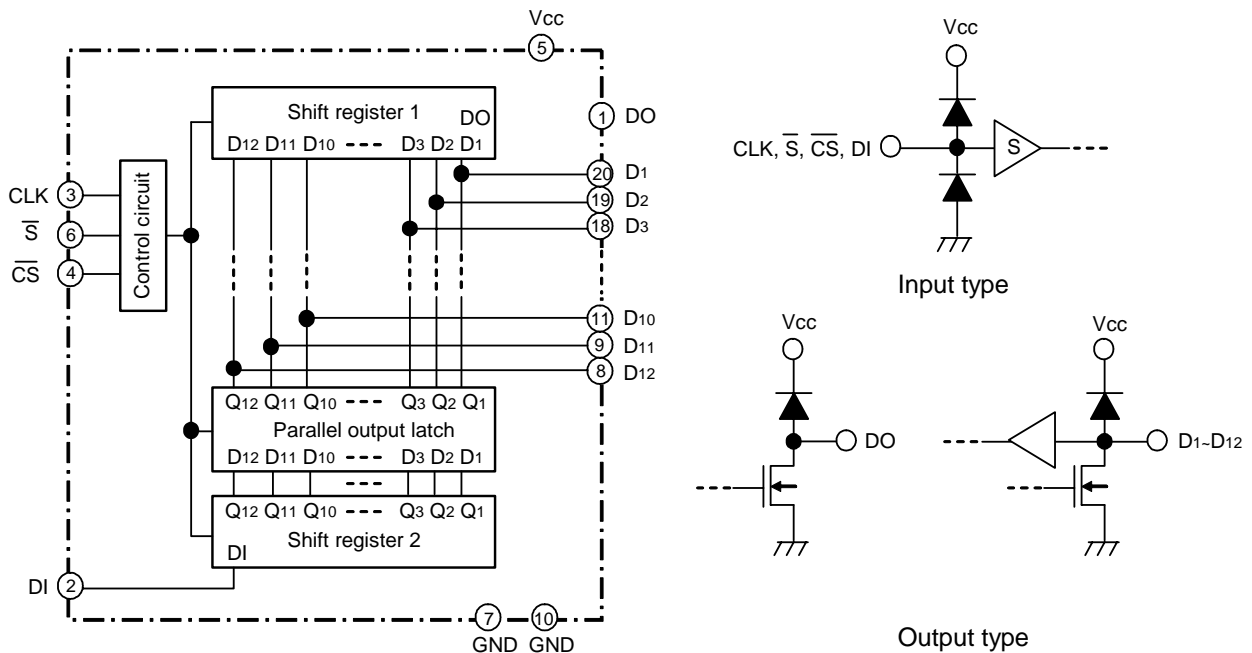 Vcc
5
Shift register 1
DO
D12 D11 D10 D3 D2 D1
1 DO
20 D1
19 D2
18 D3
CLK 3
S̅ 6
C̅S̅ 4
Control circuit
11 D10
9 D11
8 D12
Q12 Q11 Q10 Q3 Q2 Q1
Parallel output latch
D12 D11 D10 D3 D2 D1
Q12 Q11 Q10 Q3 Q2 Q1
Shift register 2
DI
DI 2
7 10
GND GND
Vcc
CLK, S̅, C̅S̅, DI
S
Input type
Vcc
DO
Vcc
D1~D12
Output type